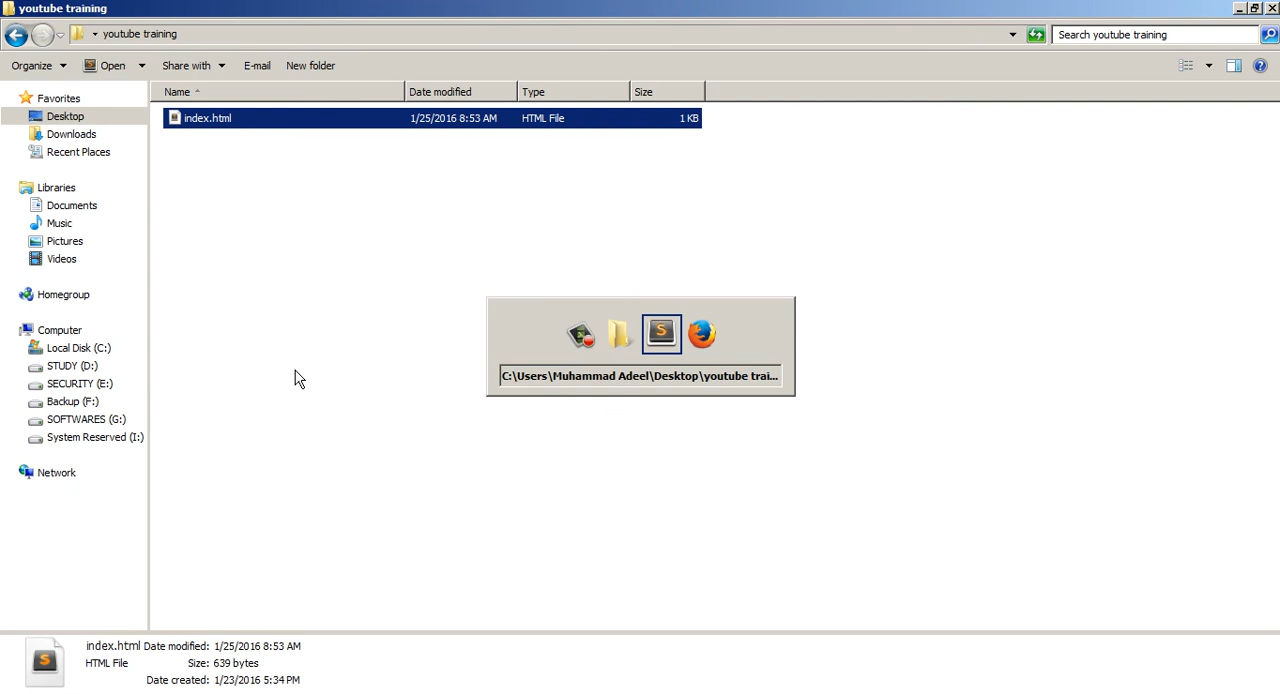 youtube training
youtube training
Search youtube training
Organize Open Share with E-mail New folder
Name Date modified Type Size
Favorites
index.html 1/25/2016 8:53 AM HTML File 1 KB
Desktop
Downloads
Recent Places
Libraries
Documents
Music
Pictures
Videos
Homegroup
Computer
Local Disk (C:)
STUDY (D:)
C:\Users\Muhammad Adeel\Desktop\youtube trai...
SECURITY (E:)
Backup (F:)
SOFTWARES (G:)
System Reserved (I:)
Network
index.html Date modified: 1/25/2016 8:53 AM
HTML File Size: 639 bytes
Date created: 1/23/2016 5:34 PM